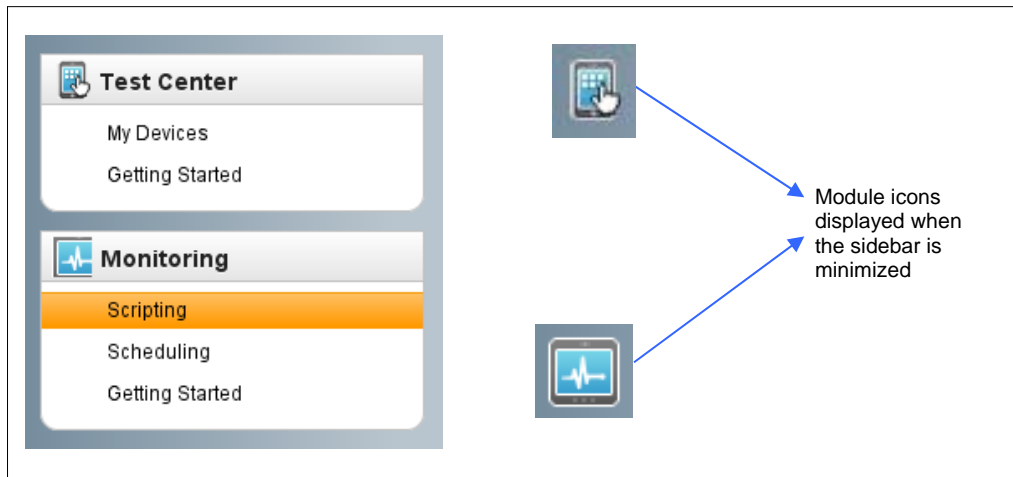 Test Center
My Devices
Getting Started
Monitoring
Scripting
Scheduling
Getting Started
Module icons
displayed when
the sidebar is
minimized